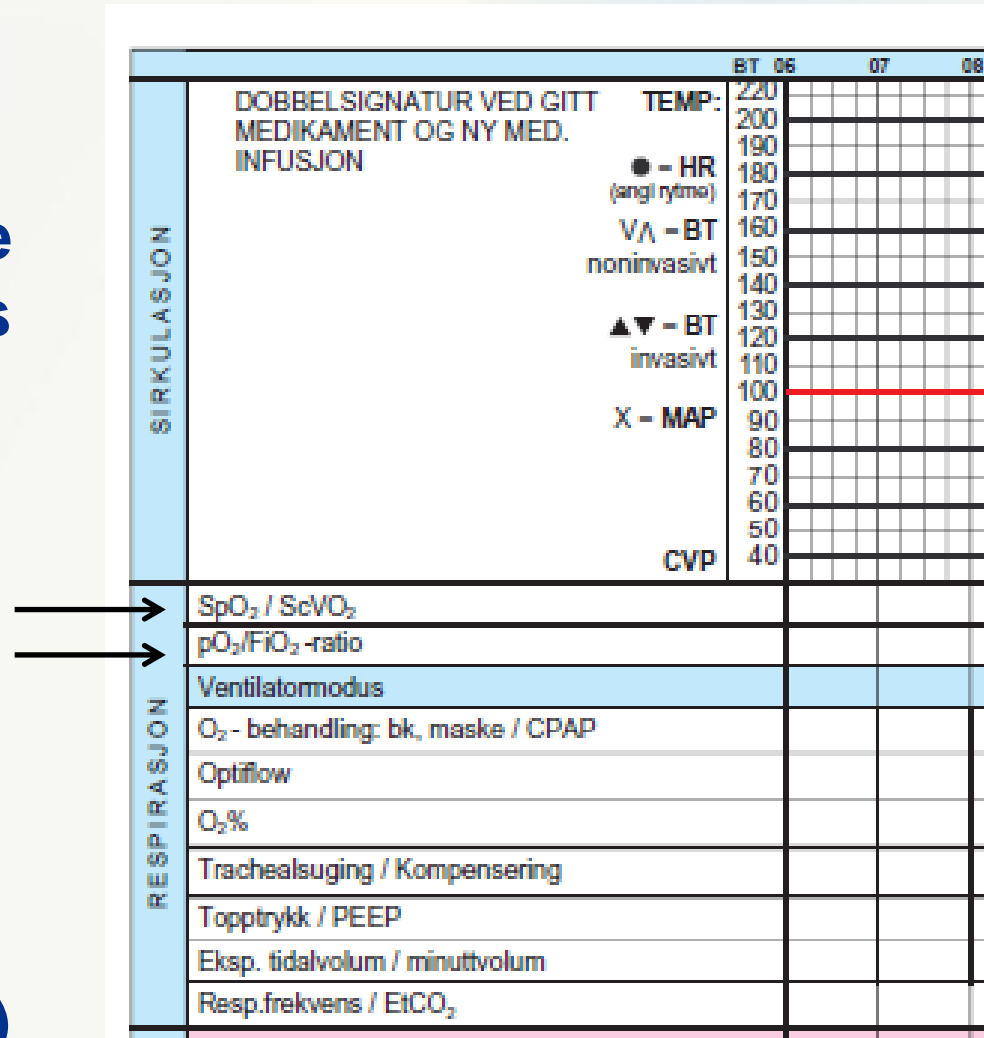 e
s
)
BT 06 07 08
SIRKULASJON
DOBBELSIGNATUR VED GITT TEMP:
MEDIKAMENT OG NY MED.
INFUSJON
● – HR
(angi rytme)
V Λ – BT
noninvasivt
▲▼ – BT
invasivt
X – MAP
CVP
220
200
190
180
170
160
150
140
130
120
110
100
90
80
70
60
50
40
RESPIRASJON
SpO₂ / ScVO₂
pO₂/FiO₂ -ratio
Ventilatormodus
O₂ - behandling: bk, maske / CPAP
Optiflow
O₂%
Trachealsuging / Kompensering
Topptrykk / PEEP
Eksp. tidalvolum / minuttvolum
Resp.frekvens / EtCO₂